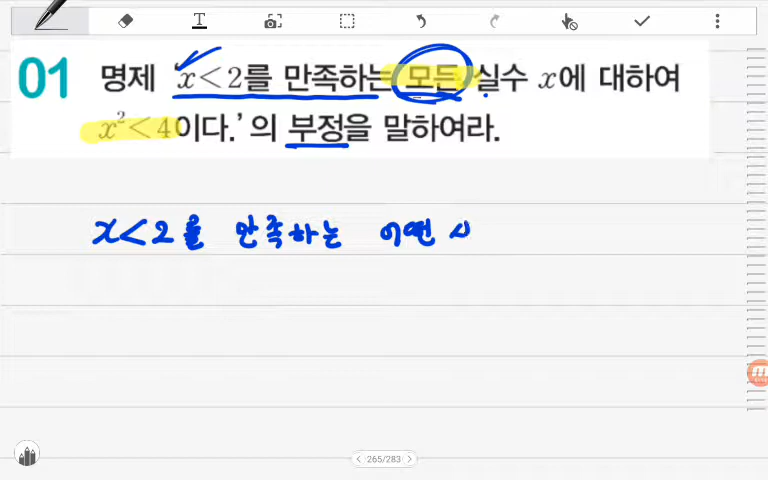 01 명제 ‘x<2를 만족하는 모든 실수 x에 대하여
x²<4이다.’의 부정을 말하여라.
x<2를 만족하는 어떤 시
265/283